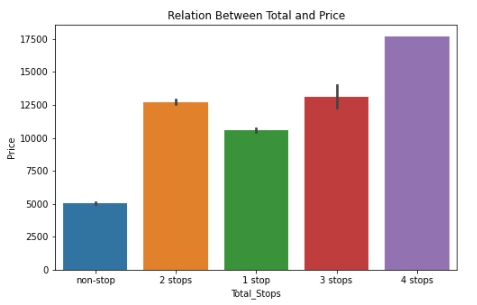 Relation Between Total and Price
17500
15000
12500
10000
7500
5000
2500
0
Price
non-stop
2 stops
1 stop
3 stops
4 stops
Total_Stops